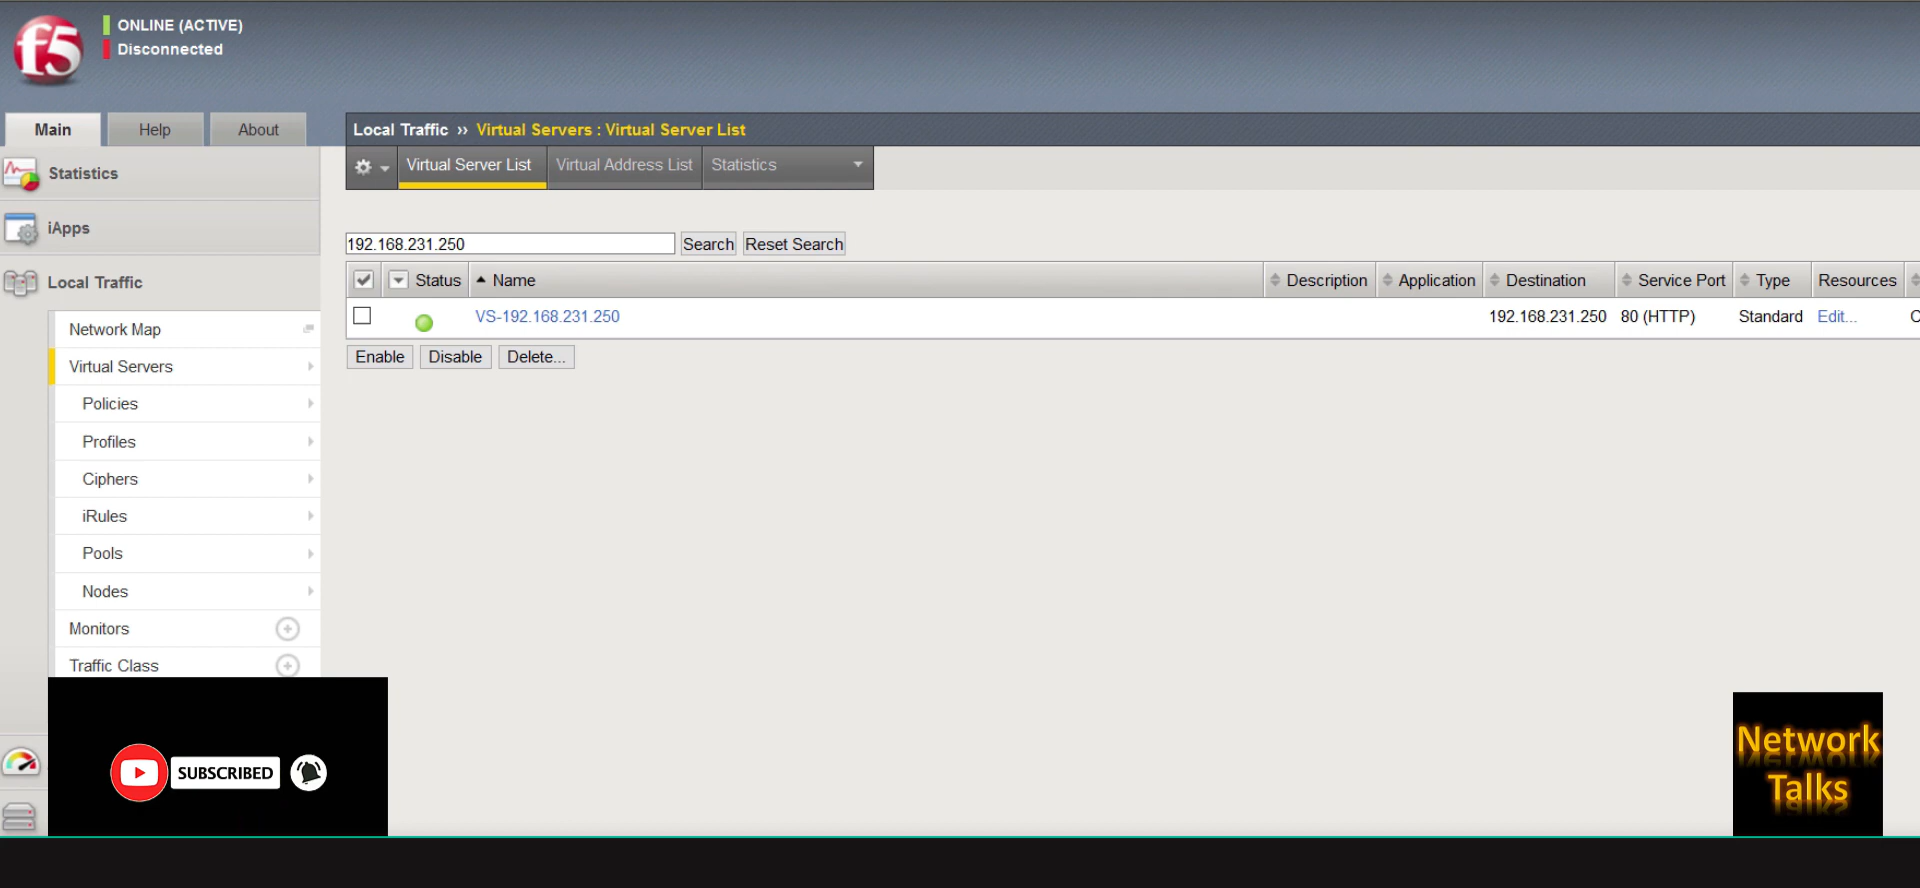 f5
ONLINE (ACTIVE)
Disconnected
Main Help About
Local Traffic ›› Virtual Servers : Virtual Server List
Virtual Server List Virtual Address List Statistics
Statistics
iApps
Local Traffic
Network Map
Virtual Servers
Policies
Profiles
Ciphers
iRules
Pools
Nodes
Monitors
Traffic Class
192.168.231.250 Search Reset Search
Status Name Description Application Destination Service Port Type Resources
VS-192.168.231.250 192.168.231.250 80 (HTTP) Standard Edit...
Enable Disable Delete...
SUBSCRIBED
Network
Talks